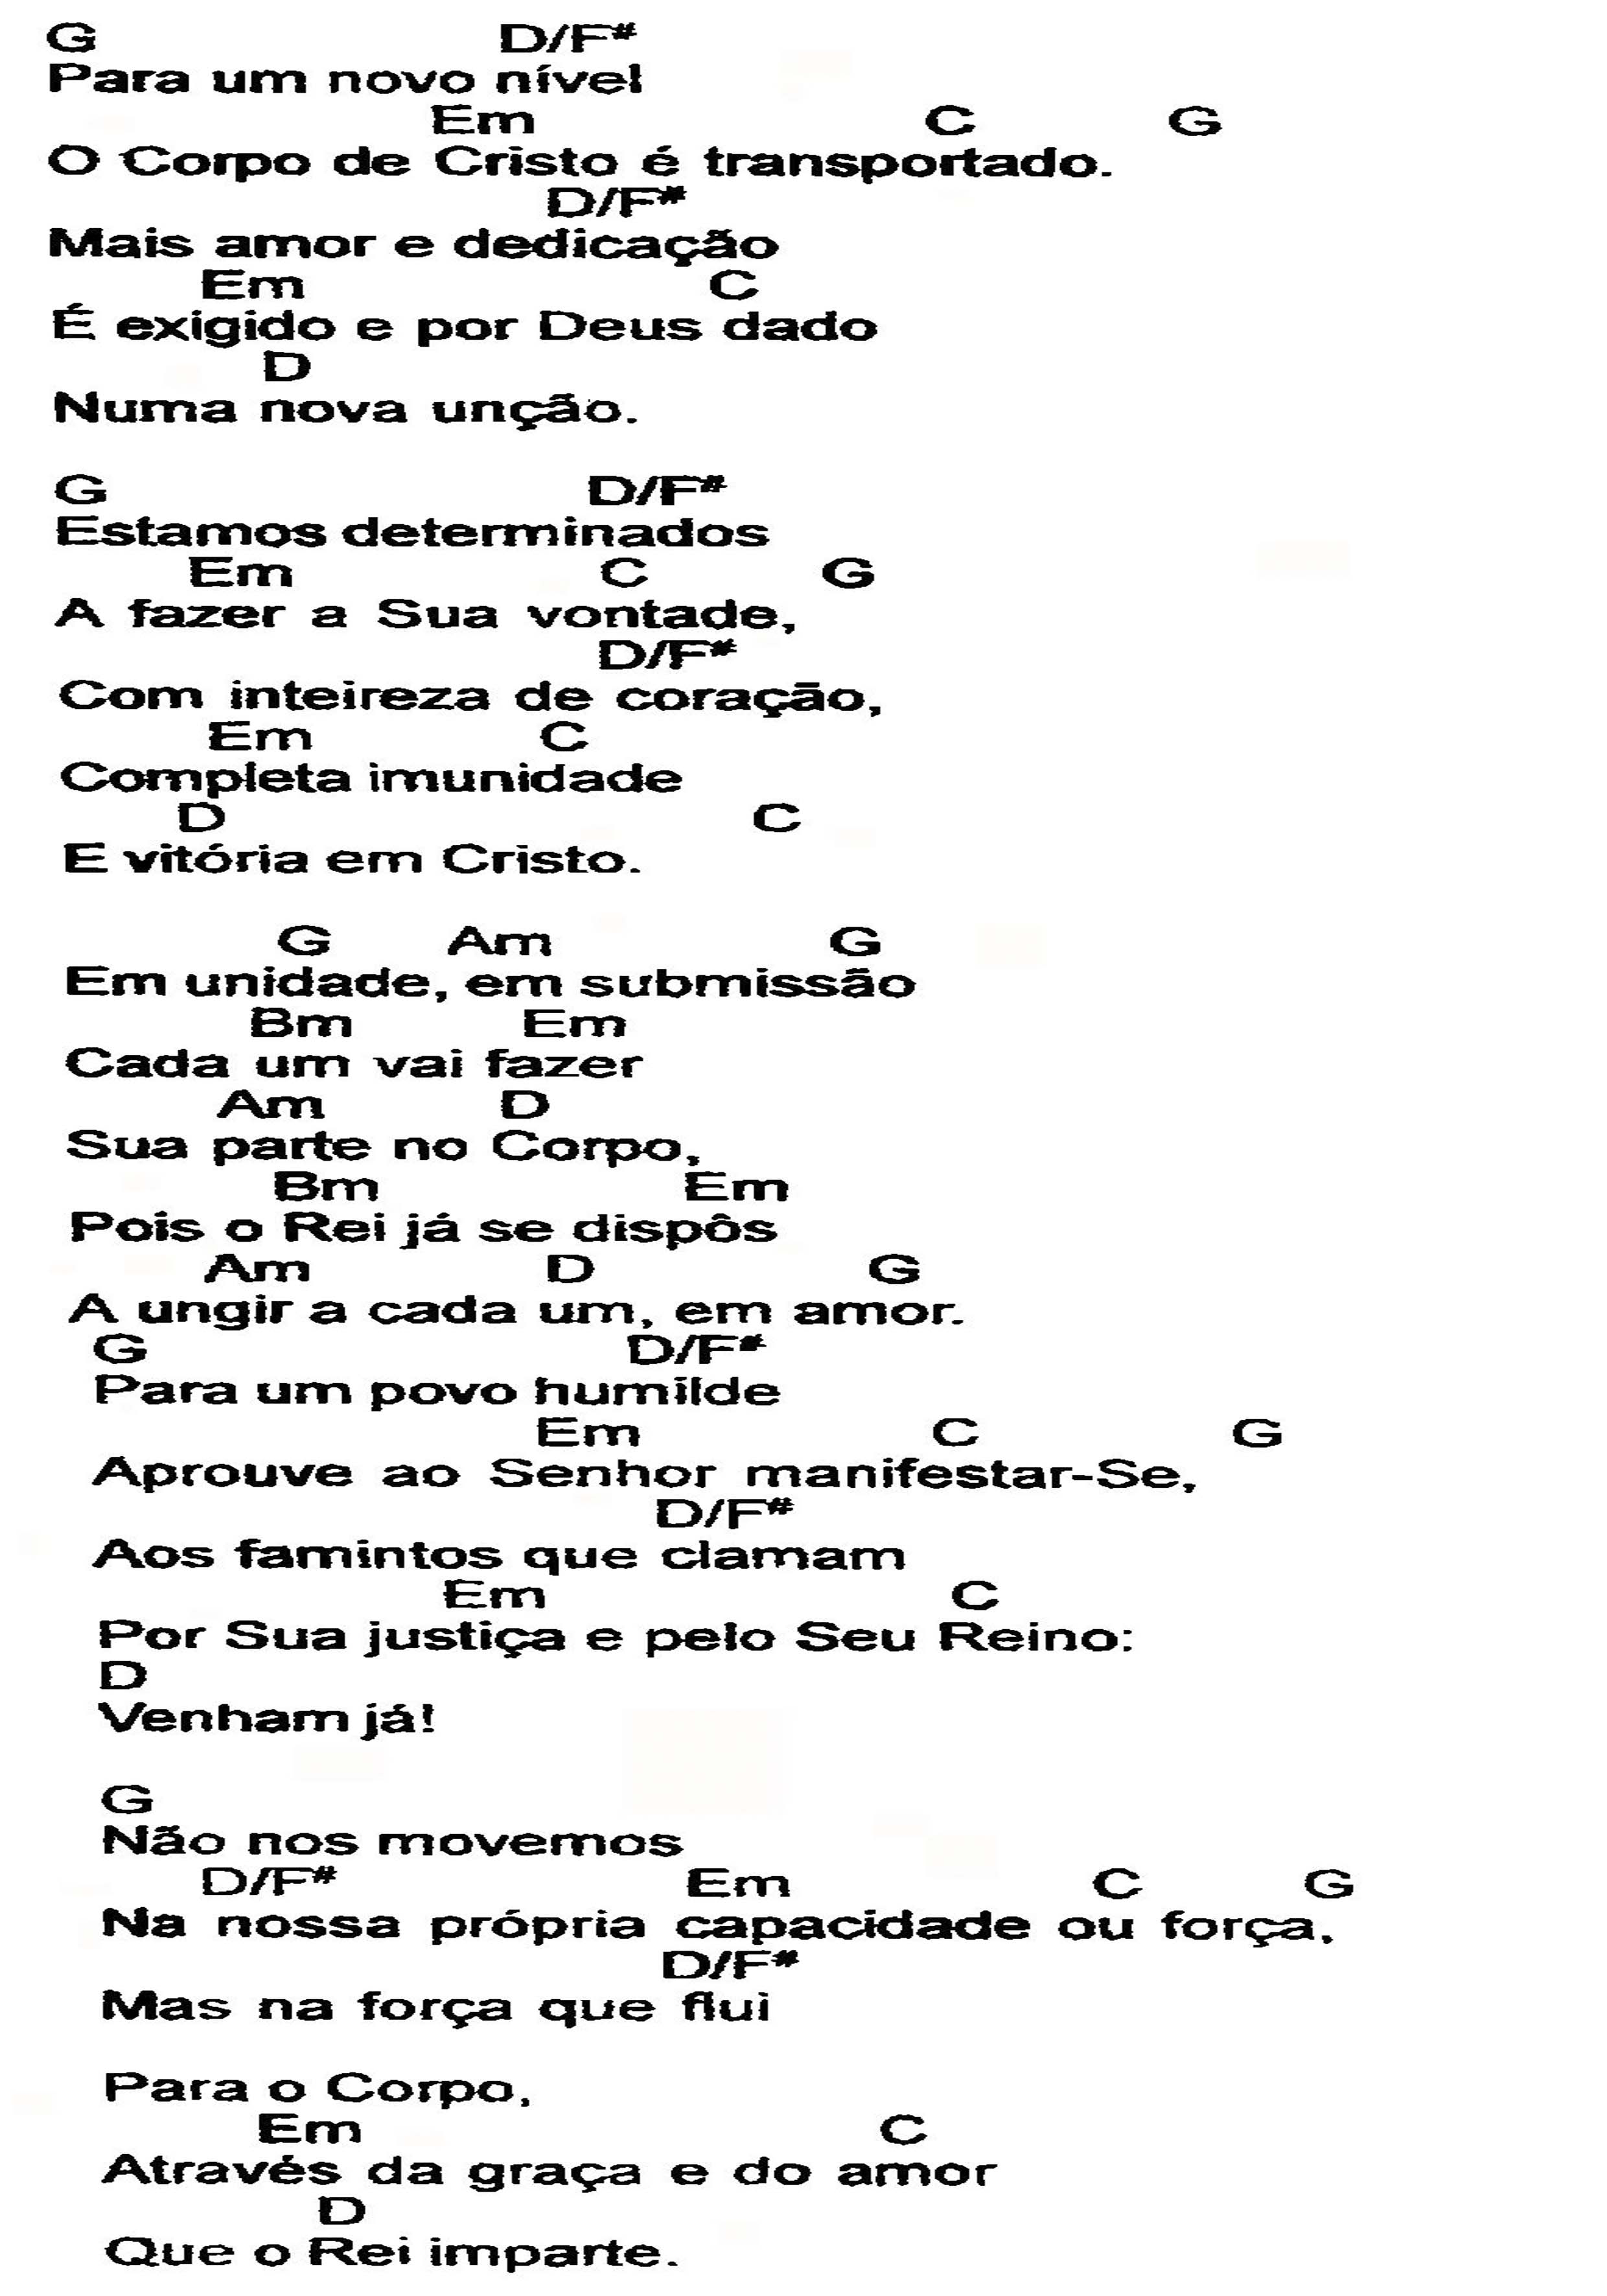 G D/F#
Para um novo nível
Em C G
O Corpo de Cristo é transportado.
D/F#
Mais amor e dedicação
Em C
É exigido e por Deus dado
D
Numa nova unção.
G D/F#
Estamos determinados
Em C G
A fazer a Sua vontade,
D/F#
Com inteireza de coração,
Em C
Completa imunidade
D C
E vitória em Cristo.
G Am G
Em unidade, em submissão
Bm Em
Cada um vai fazer
Am D
Sua parte no Corpo,
Bm Em
Pois o Rei já se dispôs
Am D G
A ungir a cada um, em amor.
G D/F#
Para um povo humilde
Em C G
Aprouve ao Senhor manifestar-Se,
D/F#
Aos famintos que clamam
Em C
Por Sua justiça e pelo Seu Reino:
D
Venham já!
G
Não nos movemos
D/F# Em C G
Na nossa própria capacidade ou força,
D/F#
Mas na força que flui
Para o Corpo,
Em C
Através da graça e do amor
D
Que o Rei imparte.